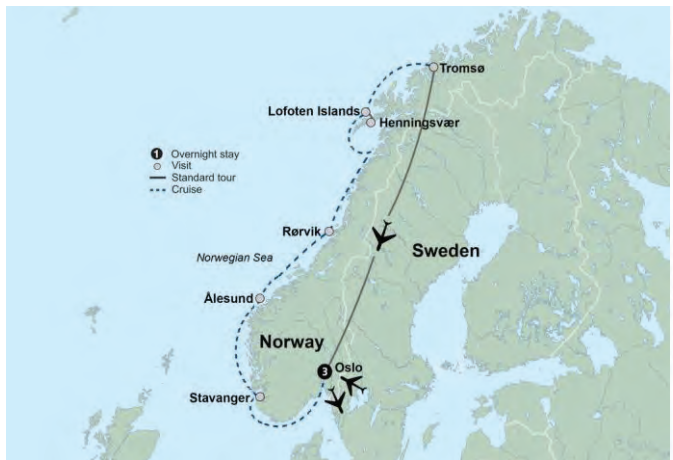 Tromsø
Lofoten Islands
Henningsvær
1 Overnight stay
Visit
Standard tour
Cruise
Rørvik
Sweden
Norwegian Sea
Ålesund
Norway
3 Oslo
Stavanger